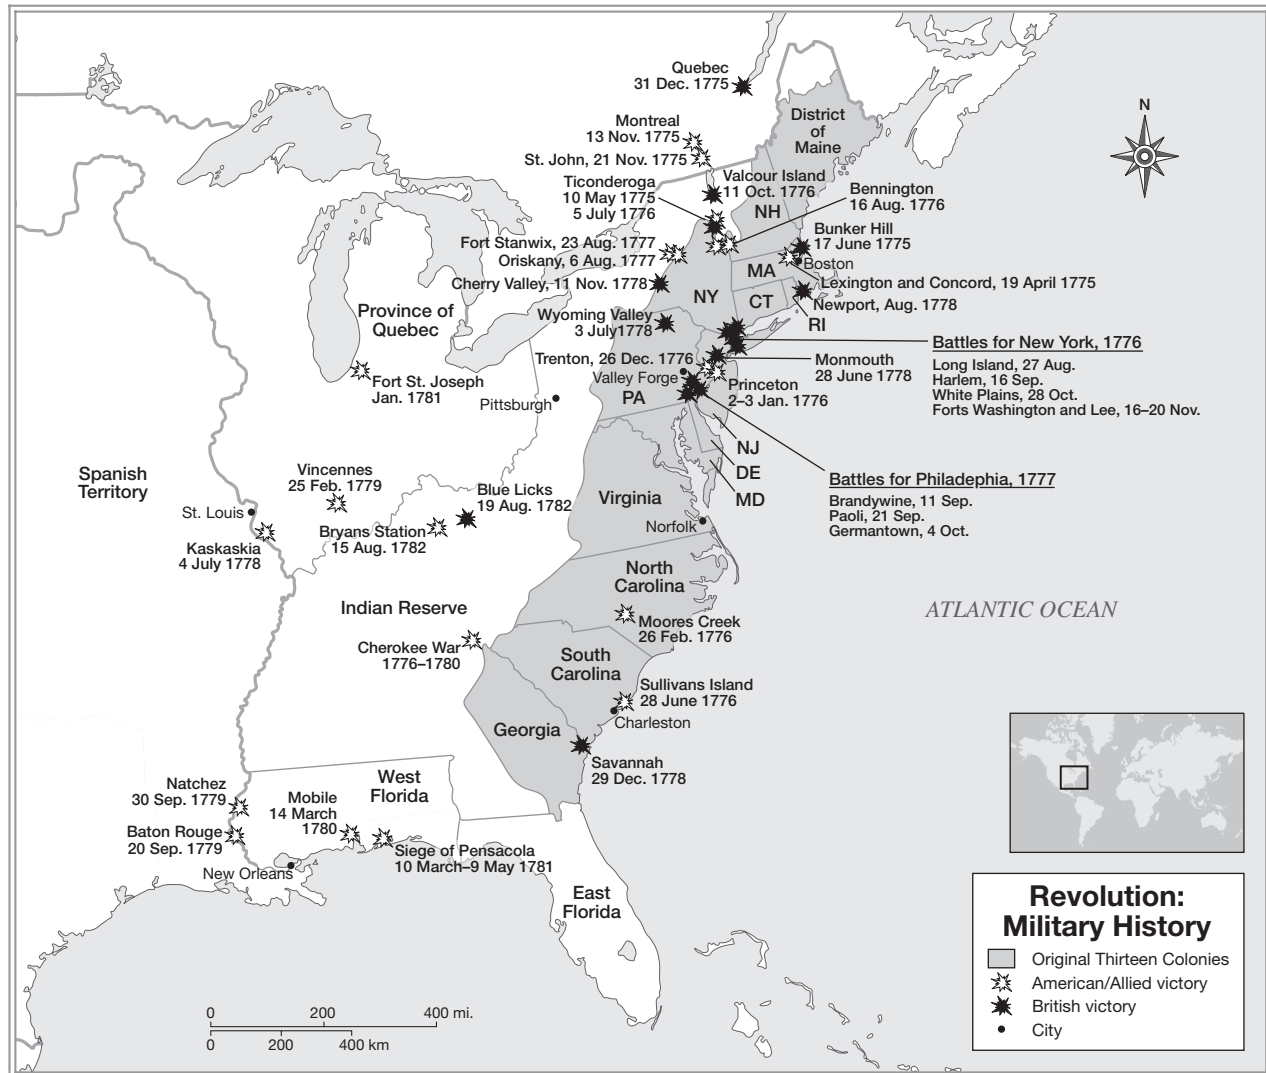 Quebec
31 Dec. 1775
Montreal
13 Nov. 1775
St. John, 21 Nov. 1775
Ticonderoga
10 May 1775
5 July 1776
Valcour Island
11 Oct. 1776
District
of
Maine
N
Bennington
16 Aug. 1776
NH
Bunker Hill
17 June 1775
Boston
Fort Stanwix, 23 Aug. 1777
Oriskany, 6 Aug. 1777
MA
Lexington and Concord, 19 April 1775
Cherry Valley, 11 Nov. 1778
NY
CT
Newport, Aug. 1778
RI
Province of
Quebec
Wyoming Valley
3 July1778
Battles for New York, 1776
Long Island, 27 Aug.
Harlem, 16 Sep.
White Plains, 28 Oct.
Forts Washington and Lee, 16–20 Nov.
Trenton, 26 Dec. 1776
Valley Forge
Monmouth
28 June 1778
Fort St. Joseph
Jan. 1781
Princeton
2–3 Jan. 1776
PA
Pittsburgh
NJ
DE
MD
Battles for Philadephia, 1777
Brandywine, 11 Sep.
Paoli, 21 Sep.
Germantown, 4 Oct.
Spanish
Territory
Vincennes
25 Feb. 1779
Blue Licks
19 Aug. 1782
Virginia
St. Louis
Bryans Station
15 Aug. 1782
Norfolk
Kaskaskia
4 July 1778
North
Carolina
Indian Reserve
Moores Creek
26 Feb. 1776
ATLANTIC OCEAN
Cherokee War
1776–1780
South
Carolina
Sullivans Island
28 June 1776
Charleston
Georgia
Savannah
29 Dec. 1778
West
Florida
Natchez
30 Sep. 1779
Mobile
14 March
1780
Baton Rouge
20 Sep. 1779
Siege of Pensacola
10 March–9 May 1781
New Orleans
East
Florida
Revolution:
Military History
Original Thirteen Colonies
American/Allied victory
British victory
City
0 200 400 mi.
0 200 400 km